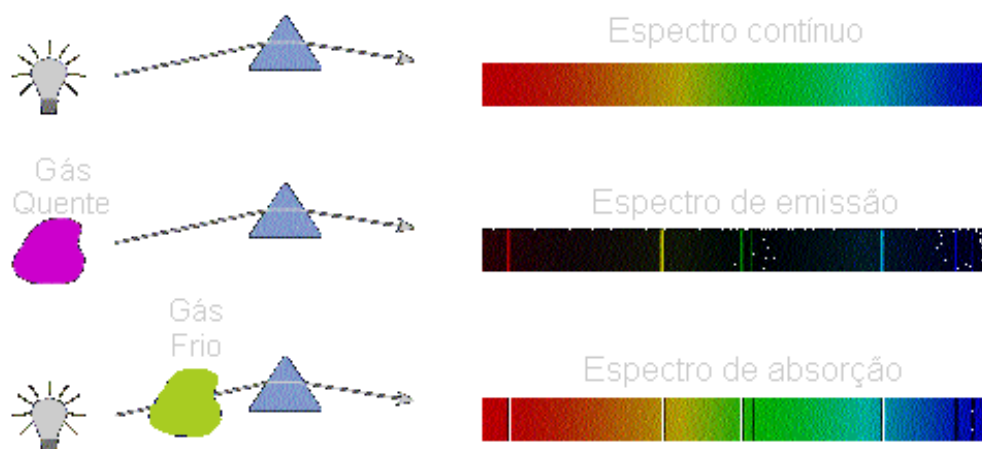 Espectro contínuo
Gás
Quente
Espectro de emissão
Gás
Frio
Espectro de absorção